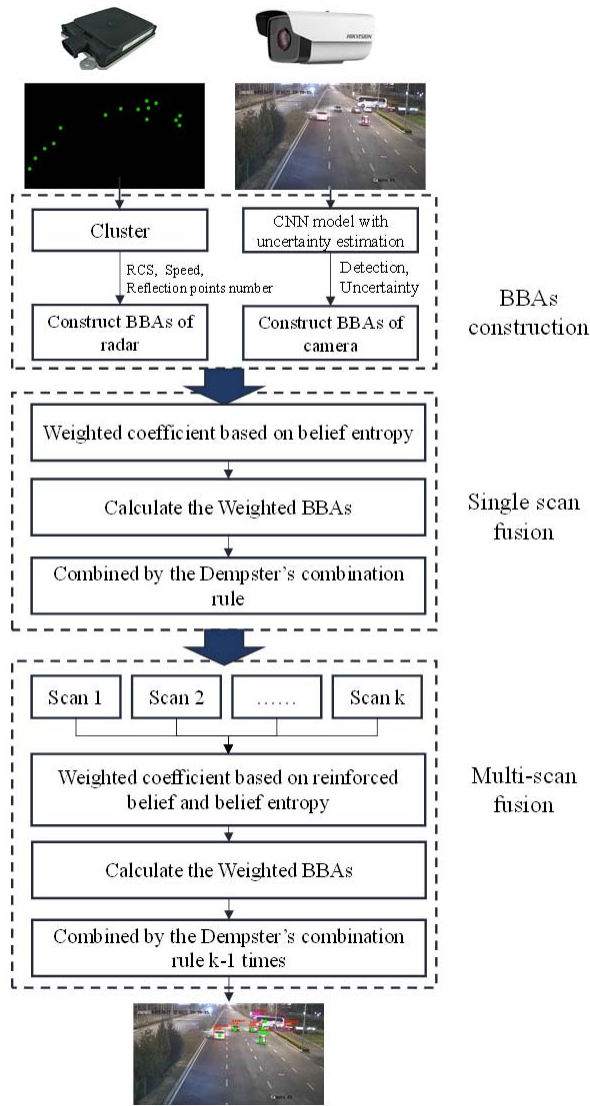 HIKVISION
Cluster
CNN model with
uncertainty estimation
RCS, Speed,
Reflection points number
Detection,
Uncertainty
Construct BBAs of
radar
Construct BBAs of
camera
BBAs
construction
Weighted coefficient based on belief entropy
Calculate the Weighted BBAs
Combined by the Dempster's combination
rule
Single scan
fusion
Scan 1
Scan 2
......
Scan k
Weighted coefficient based on reinforced
belief and belief entropy
Calculate the Weighted BBAs
Combined by the Dempster's combination
rule k-1 times
Multi-scan
fusion